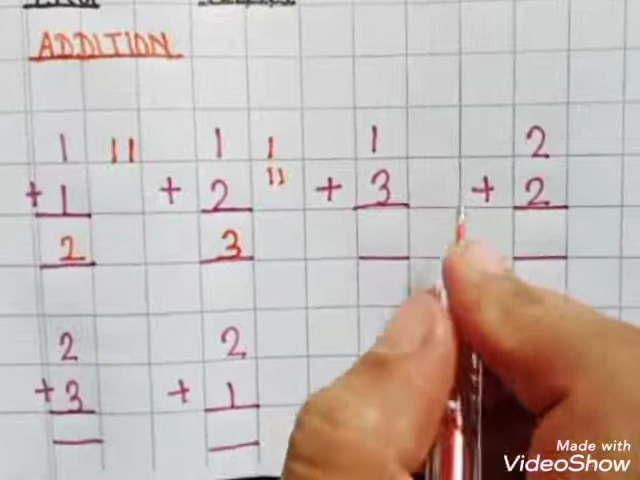 ADDITION
1 11 1 1 1 2
+1 +2 11 +3 +2
2 3
2 2
+3 +1
Made with
VideoShow